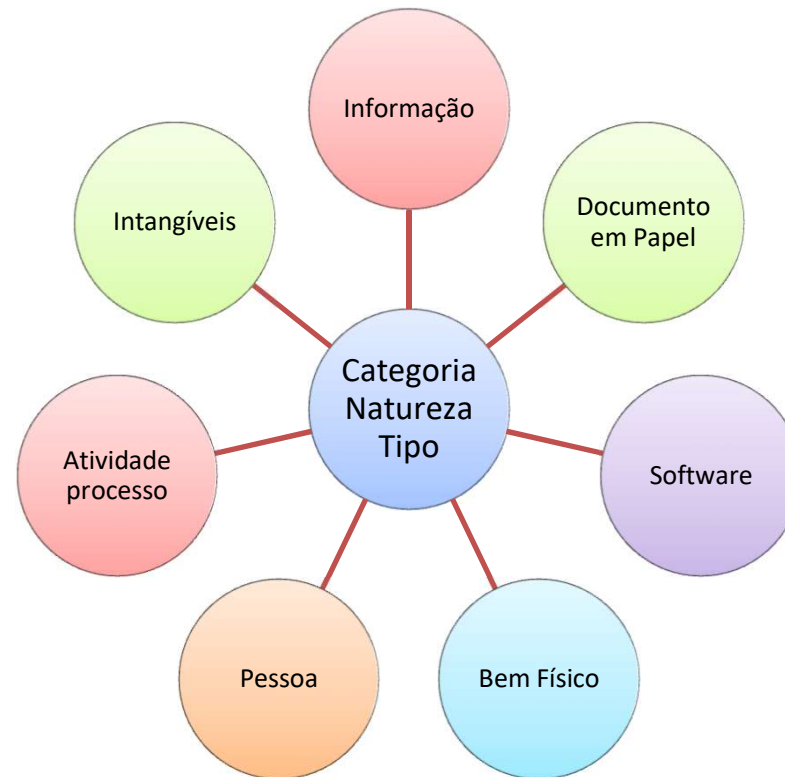 Informação
Documento
em Papel
Intangíveis
Categoria
Natureza
Tipo
Software
Atividade
processo
Bem Físico
Pessoa